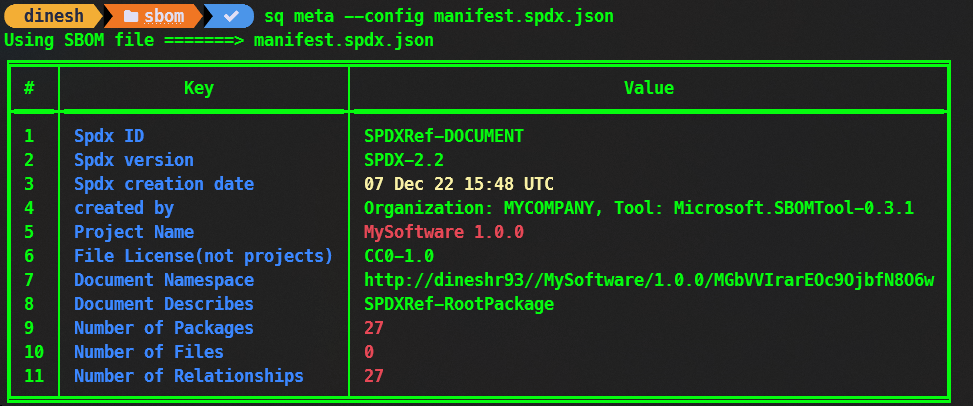 dinesh sbom sq meta --config manifest.spdx.json
Using SBOM file =======> manifest.spdx.json
# Key Value
1 Spdx ID SPDXRef-DOCUMENT
2 Spdx version SPDX-2.2
3 Spdx creation date 07 Dec 22 15:48 UTC
4 created by Organization: MYCOMPANY, Tool: Microsoft.SBOMTool-0.3.1
5 Project Name MySoftware 1.0.0
6 File License(not projects) CC0-1.0
7 Document Namespace http://dineshr93//MySoftware/1.0.0/MGbVVIrarEOc9OjbfN8O6w
8 Document Describes SPDXRef-RootPackage
9 Number of Packages 27
10 Number of Files 0
11 Number of Relationships 27